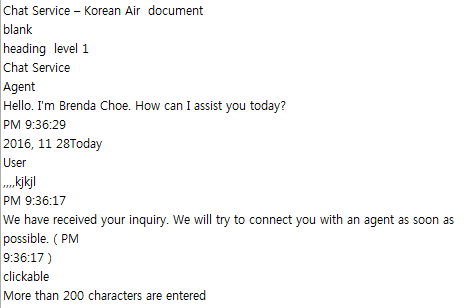 Chat Service – Korean Air  document
blank
heading  level 1
Chat Service
Agent
Hello. I'm Brenda Choe. How can I assist you today?
PM 9:36:29
2016, 11 28Today
User
,,,,kjkjl
PM 9:36:17
We have received your inquiry. We will try to connect you with an agent as soon as
possible. ( PM
9:36:17 )
clickable
More than 200 characters are entered